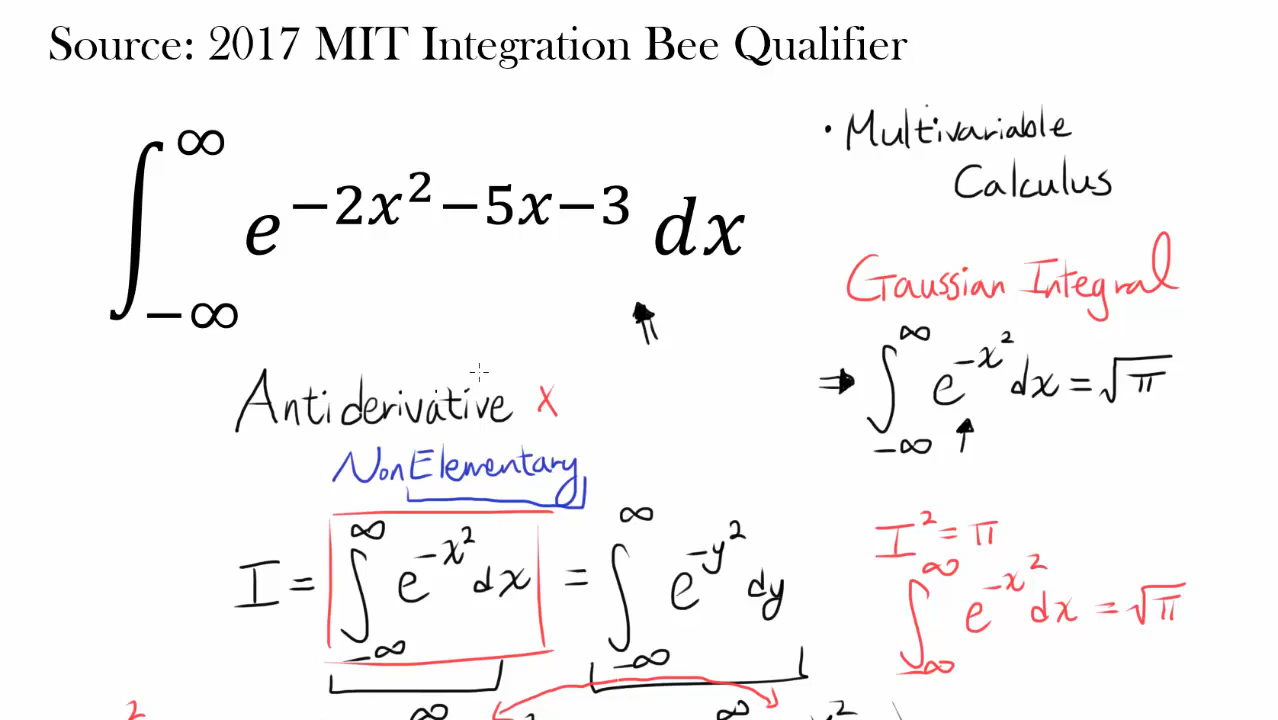 Source: 2017 MIT Integration Bee Qualifier
∫_{-∞}^{∞} e^{−2x²−5x−3} dx
• Multivariable
Calculus
Gaussian Integral
⇒ ∫_{-∞}^{∞} e^{-x²} dx = √π
Antiderivative x
NonElementary
I = ∫_{-∞}^{∞} e^{-x²} dx = ∫_{-∞}^{∞} e^{-y²} dy
I² = π
∫_{-∞}^{∞} e^{-x²} dx = √π